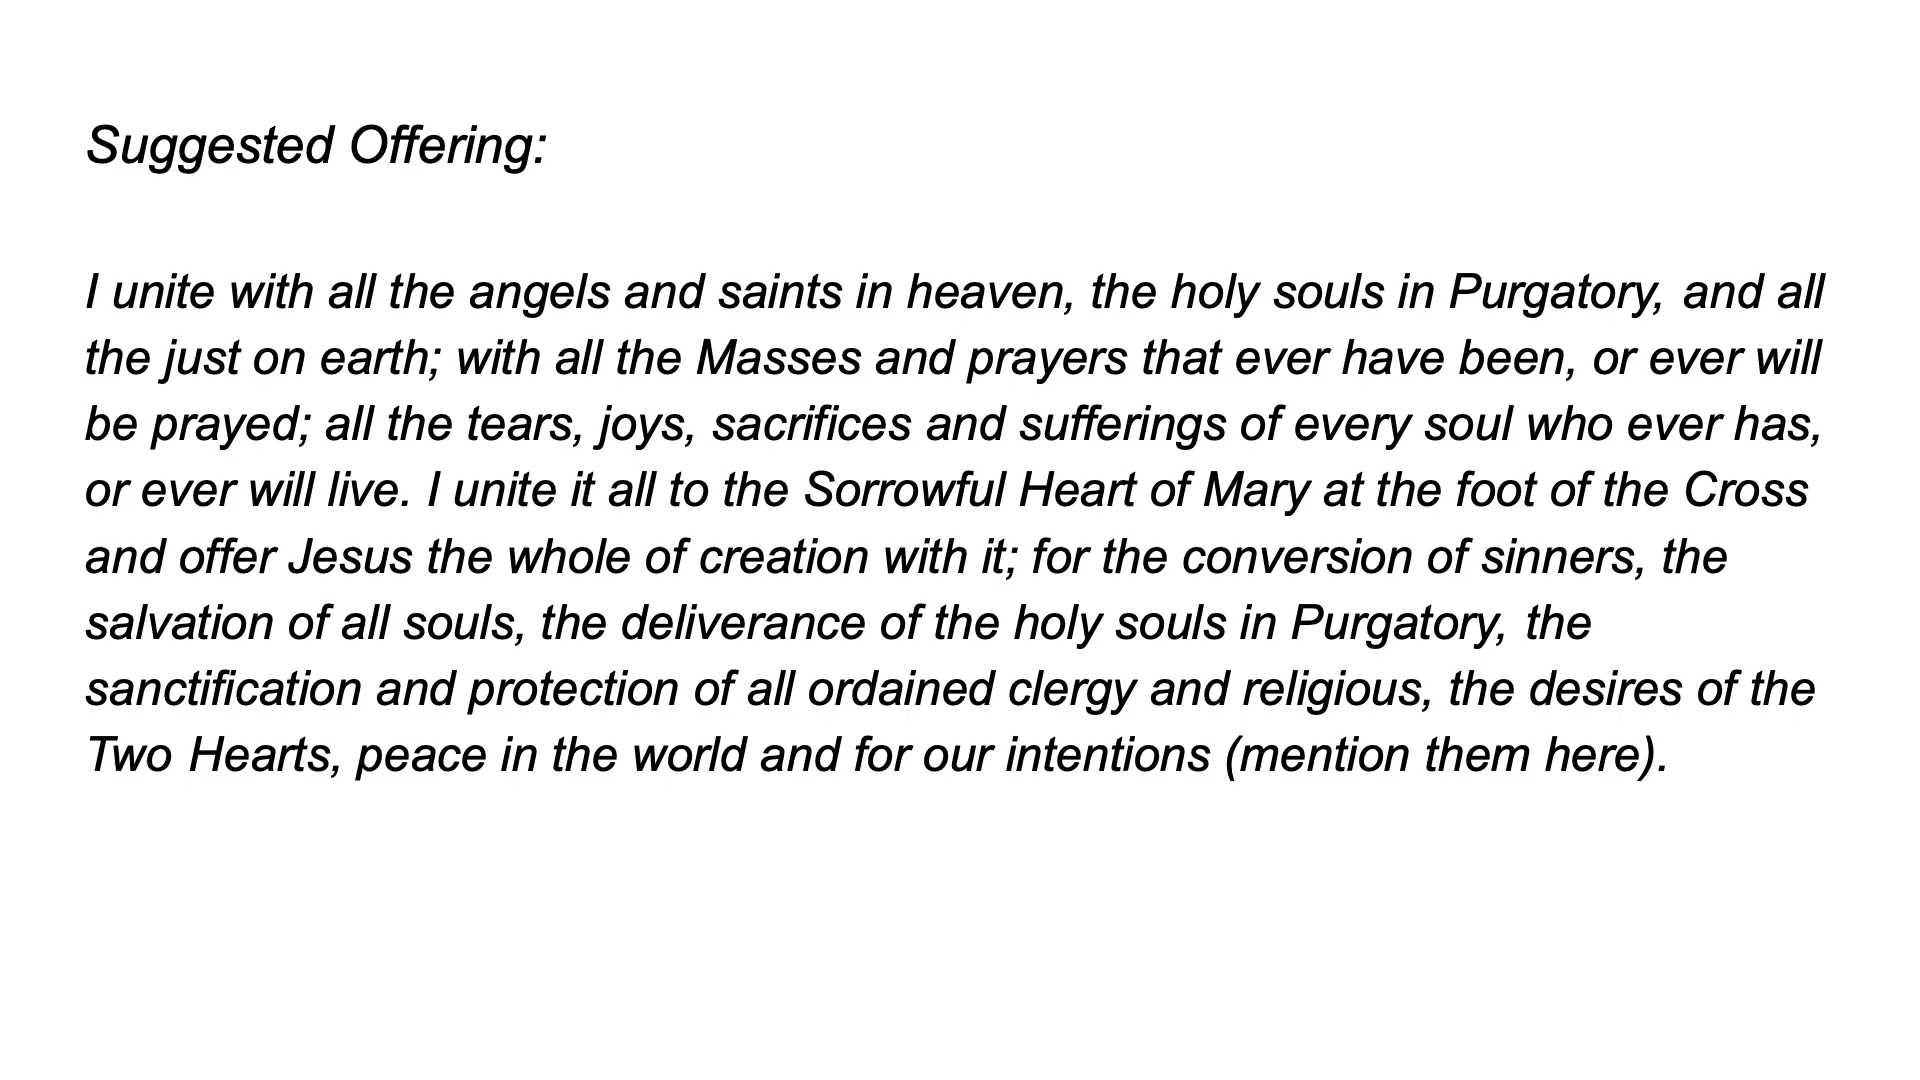 Suggested Offering:
I unite with all the angels and saints in heaven, the holy souls in Purgatory, and all
the just on earth; with all the Masses and prayers that ever have been, or ever will
be prayed; all the tears, joys, sacrifices and sufferings of every soul who ever has,
or ever will live. I unite it all to the Sorrowful Heart of Mary at the foot of the Cross
and offer Jesus the whole of creation with it; for the conversion of sinners, the
salvation of all souls, the deliverance of the holy souls in Purgatory, the
sanctification and protection of all ordained clergy and religious, the desires of the
Two Hearts, peace in the world and for our intentions (mention them here).